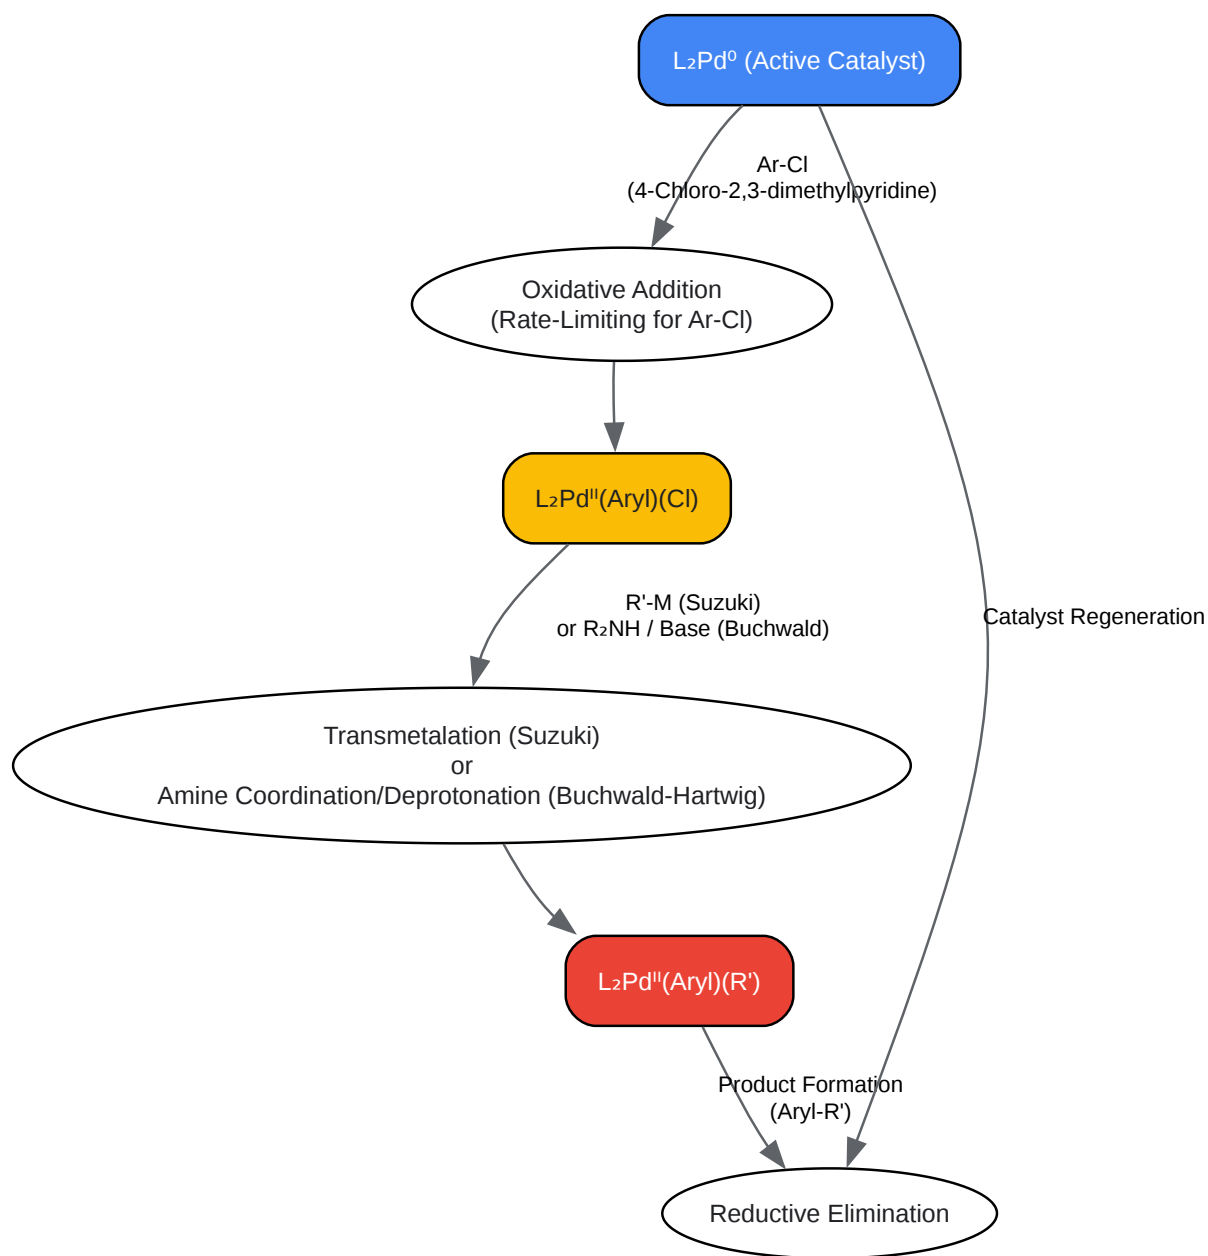 L₂Pd⁰ (Active Catalyst)
Ar-Cl
(4-Chloro-2,3-dimethylpyridine)
Oxidative Addition
(Rate-Limiting for Ar-Cl)
L₂Pdᴵᴵ(Aryl)(Cl)
R'-M (Suzuki)
or R₂NH / Base (Buchwald)
Catalyst Regeneration
Transmetalation (Suzuki)
or
Amine Coordination/Deprotonation (Buchwald-Hartwig)
L₂Pdᴵᴵ(Aryl)(R')
Product Formation
(Aryl-R')
Reductive Elimination